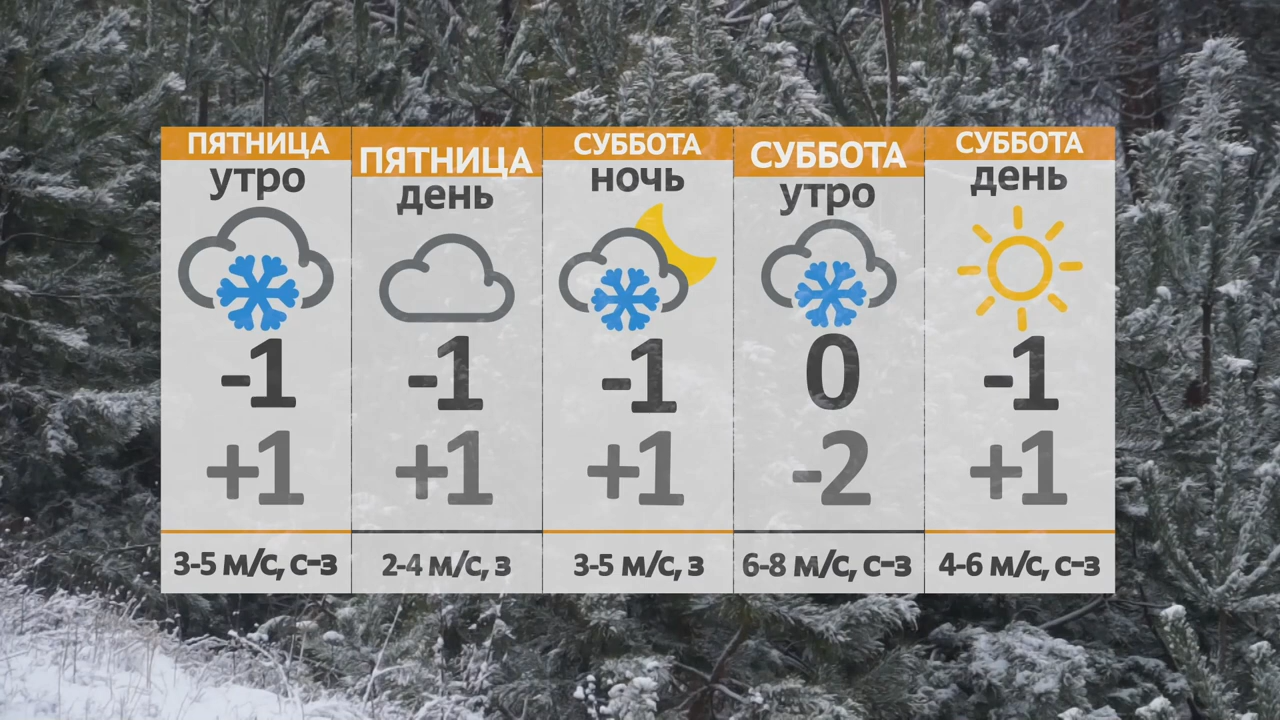 ПЯТНИЦА
утро
-1
+1
3-5 м/с, с-з
ПЯТНИЦА
день
-1
+1
2-4 м/с, з
СУББОТА
ночь
-1
+1
3-5 м/с, з
СУББОТА
утро
0
-2
6-8 м/с, с-з
СУББОТА
день
-1
+1
4-6 м/с, с-з